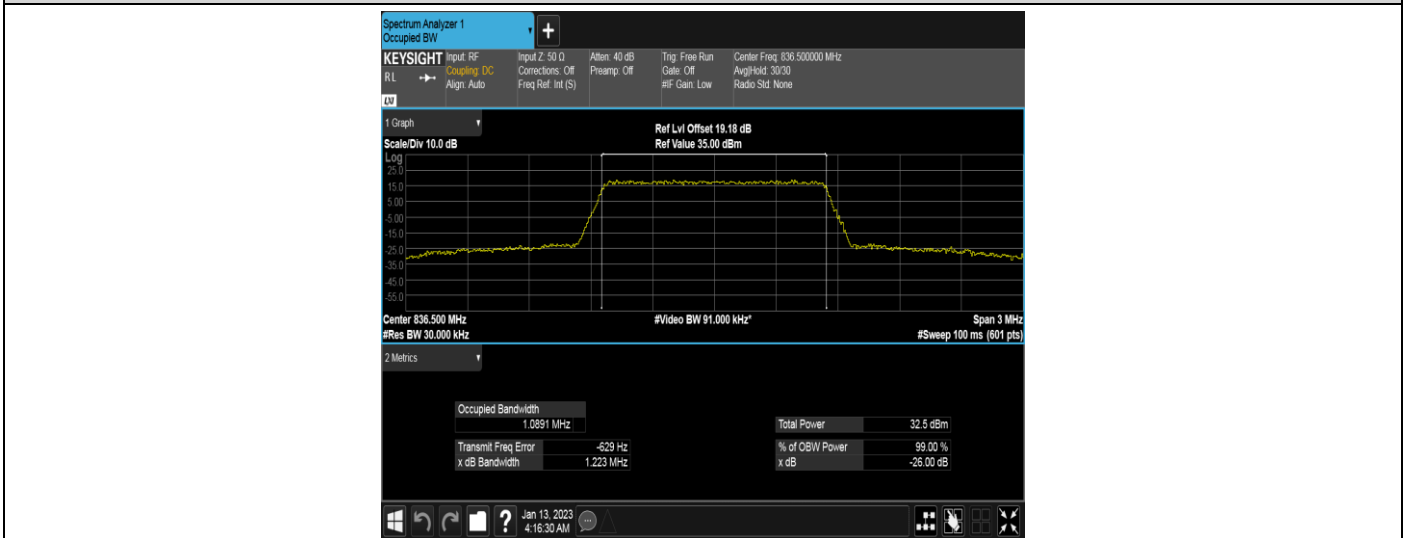 Spectrum Analyzer 1
Occupied BW
+
KEYSIGHT Input: RF Input Z: 50 Ω Atten: 40 dB Trig: Free Run Center Freq: 836.500000 MHz
RL Coupling: DC Corrections: Off Preamp: Off Gate: Off Avg|Hold: 30/30
Align: Auto Freq Ref: Int (S) #IF Gain: Low Radio Std: None
LXI
1 Graph Ref Lvl Offset 19.18 dB
Scale/Div 10.0 dB Ref Value 35.00 dBm
Log
25.0
15.0
5.00
-5.00
-15.0
-25.0
-35.0
-45.0
-55.0
Center 836.500 MHz #Video BW 91.000 kHz* Span 3 MHz
#Res BW 30.000 kHz #Sweep 100 ms (601 pts)
2 Metrics
Occupied Bandwidth
1.0891 MHz Total Power 32.5 dBm
Transmit Freq Error -629 Hz % of OBW Power 99.00 %
x dB Bandwidth 1.223 MHz x dB -26.00 dB
? Jan 13, 2023
4:16:30 AM